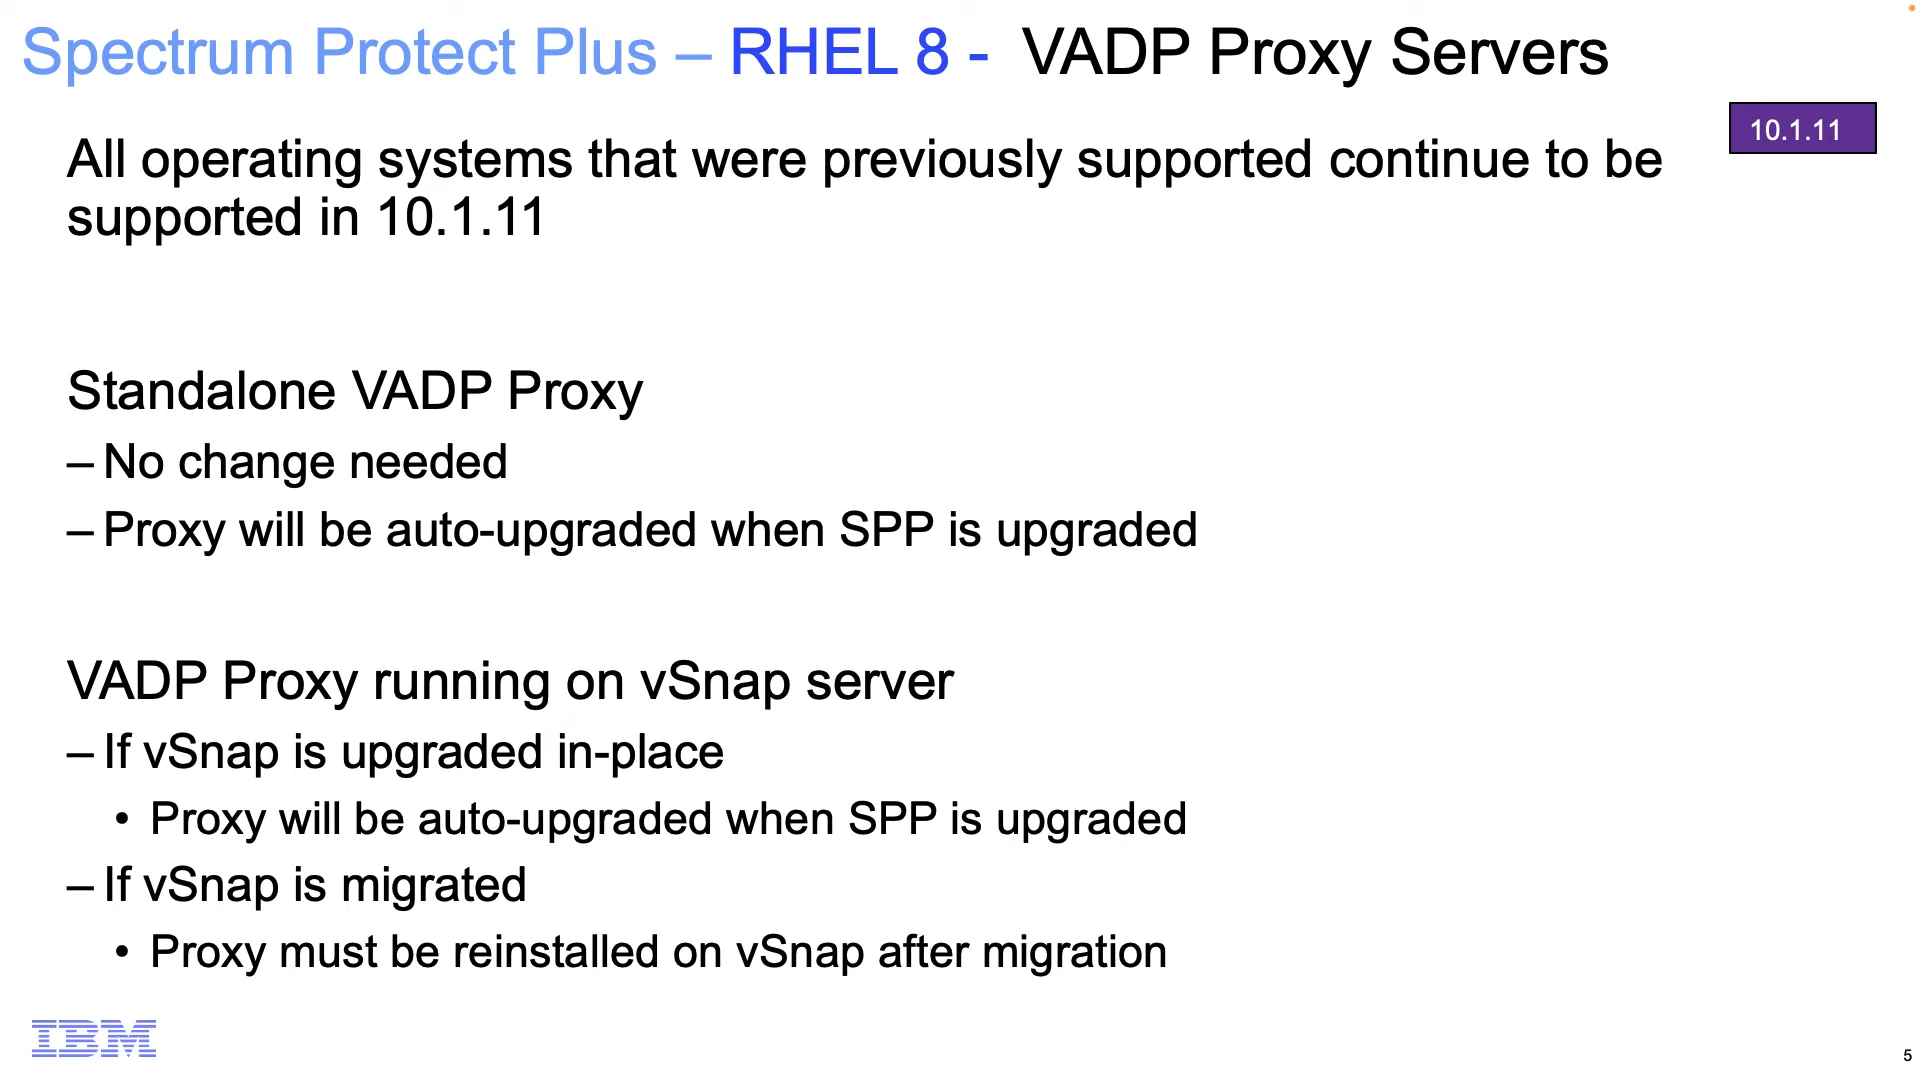 Spectrum Protect Plus – RHEL 8 - VADP Proxy Servers
10.1.11
All operating systems that were previously supported continue to be
supported in 10.1.11
Standalone VADP Proxy
– No change needed
– Proxy will be auto-upgraded when SPP is upgraded
VADP Proxy running on vSnap server
– If vSnap is upgraded in-place
• Proxy will be auto-upgraded when SPP is upgraded
– If vSnap is migrated
• Proxy must be reinstalled on vSnap after migration
IBM
5